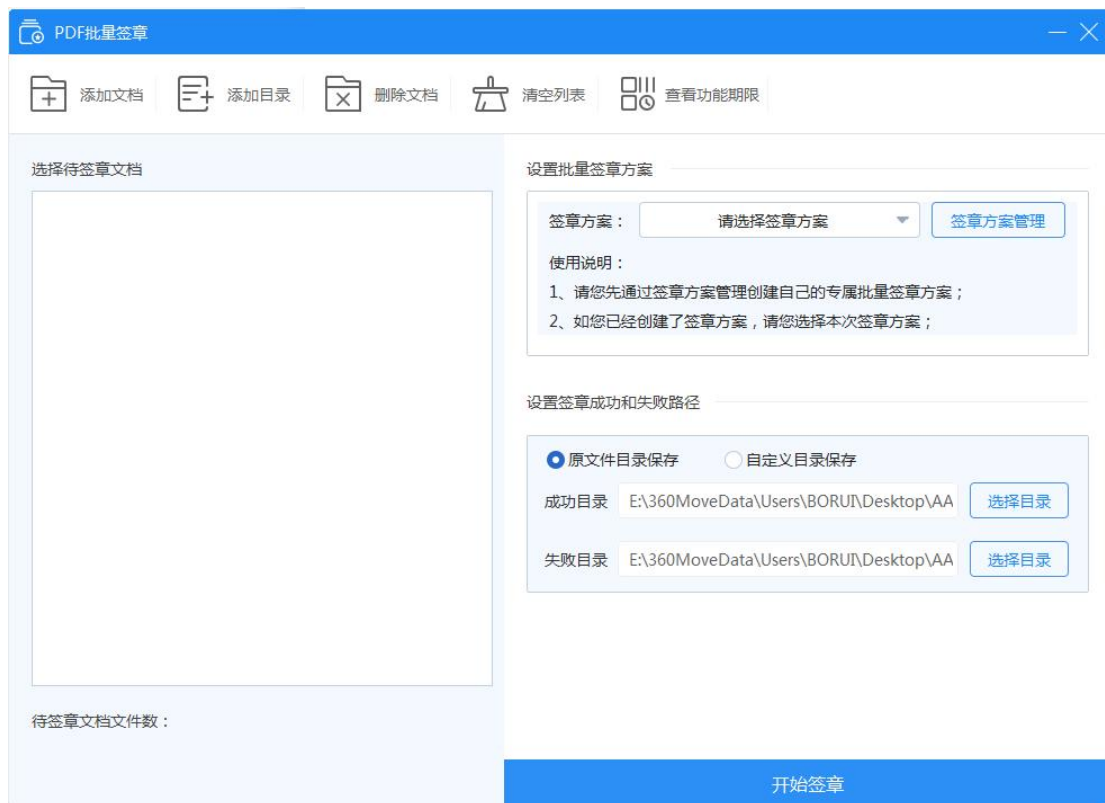 PDF批量签章
添加文档 添加目录 删除文档 清空列表 查看功能期限
选择待签章文档
待签章文档文件数：
设置批量签章方案
签章方案： 请选择签章方案 签章方案管理
使用说明：
1、请您先通过签章方案管理创建自己的专属批量签章方案；
2、如您已经创建了签章方案，请您选择本次签章方案；
设置签章成功和失败路径
原文件目录保存 自定义目录保存
成功目录 E:\360MoveData\Users\BORUI\Desktop\AA 选择目录
失败目录 E:\360MoveData\Users\BORUI\Desktop\AA 选择目录
开始签章